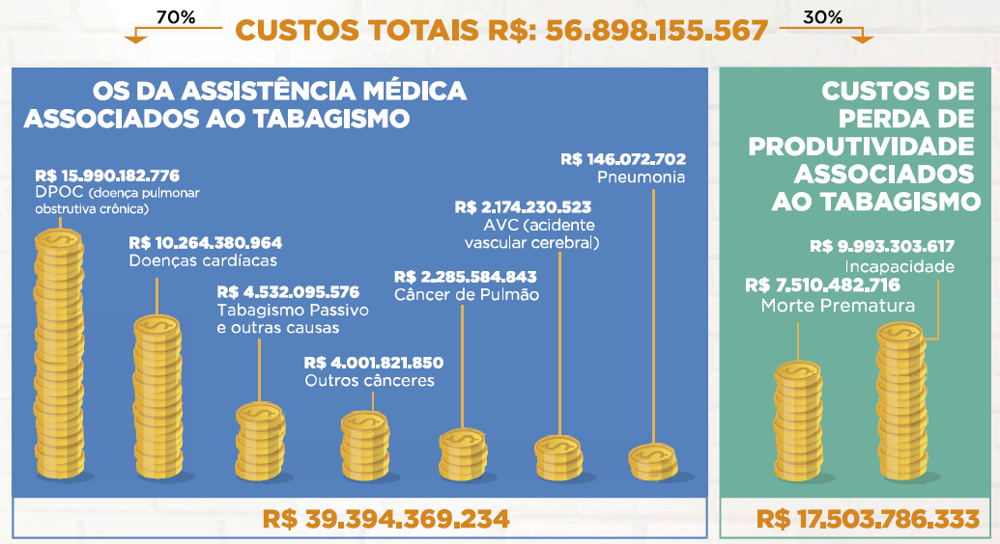 70%
CUSTOS TOTAIS R$: 56.898.155.567
30%
OS DA ASSISTÊNCIA MÉDICA
ASSOCIADOS AO TABAGISMO
R$ 15.990.182.776
DPOC (doença pulmonar
obstrutiva crônica)
R$ 10.264.380.964
Doenças cardíacas
R$ 4.532.095.576
Tabagismo Passivo
e outras causas
R$ 4.001.821.850
Outros cânceres
R$ 2.285.584.843
Câncer de Pulmão
R$ 2.174.230.523
AVC (acidente
vascular cerebral)
R$ 146.072.702
Pneumonia
R$ 39.394.369.234
CUSTOS DE
PERDA DE
PRODUTIVIDADE
ASSOCIADOS
AO TABAGISMO
R$ 9.993.303.617
Incapacidade
R$ 7.510.482.716
Morte Prematura
R$ 17.503.786.333